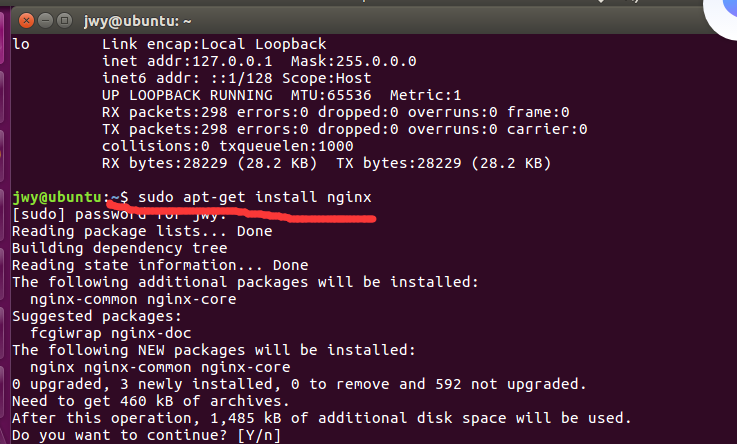 jwy@ubuntu: ~
lo Link encap:Local Loopback
inet addr:127.0.0.1 Mask:255.0.0.0
inet6 addr: ::1/128 Scope:Host
UP LOOPBACK RUNNING MTU:65536 Metric:1
RX packets:298 errors:0 dropped:0 overruns:0 frame:0
TX packets:298 errors:0 dropped:0 overruns:0 carrier:0
collisions:0 txqueuelen:1000
RX bytes:28229 (28.2 KB) TX bytes:28229 (28.2 KB)
jwy@ubuntu:~$ sudo apt-get install nginx
[sudo] password for jwy:
Reading package lists... Done
Building dependency tree
Reading state information... Done
The following additional packages will be installed:
nginx-common nginx-core
Suggested packages:
fcgiwrap nginx-doc
The following NEW packages will be installed:
nginx nginx-common nginx-core
0 upgraded, 3 newly installed, 0 to remove and 592 not upgraded.
Need to get 460 kB of archives.
After this operation, 1,485 kB of additional disk space will be used.
Do you want to continue? [Y/n]